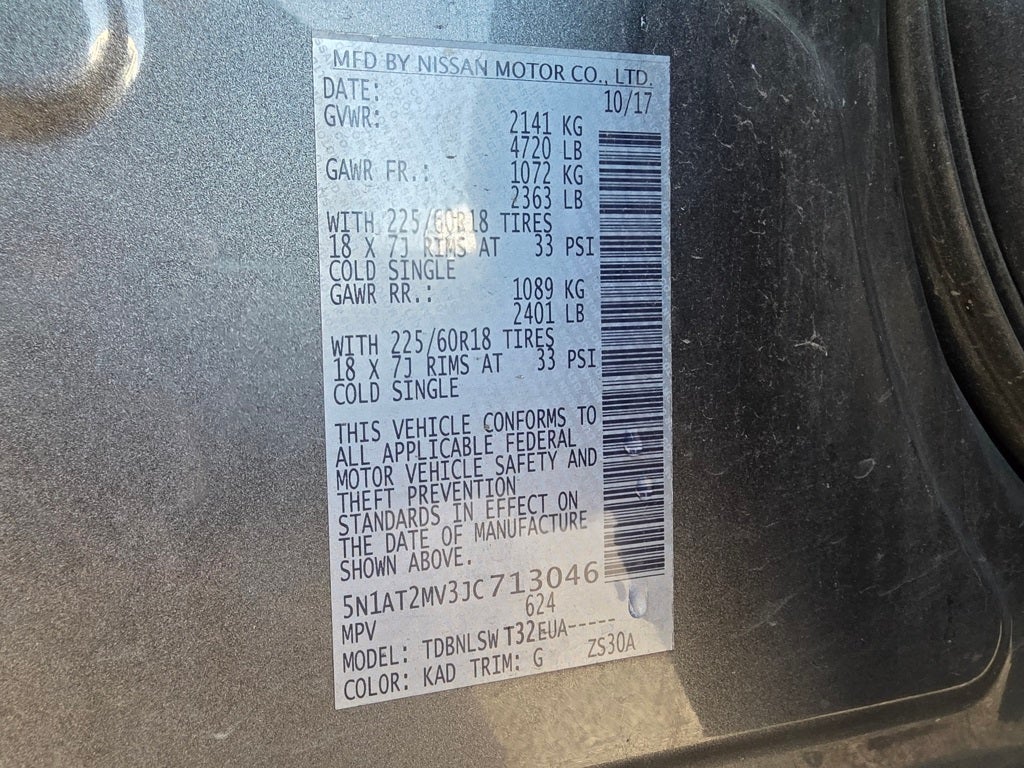 MFD BY NISSAN MOTOR CO., LTD.
DATE: 10/17
GVWR: 2141 KG
4720 LB
GAWR FR.: 1072 KG
2363 LB
WITH 225/60R18 TIRES
18 X 7J RIMS AT 33 PSI
COLD SINGLE
GAWR RR.: 1089 KG
2401 LB
WITH 225/60R18 TIRES
18 X 7J RIMS AT 33 PSI
COLD SINGLE
THIS VEHICLE CONFORMS TO
ALL APPLICABLE FEDERAL
MOTOR VEHICLE SAFETY AND
THEFT PREVENTION
STANDARDS IN EFFECT ON
THE DATE OF MANUFACTURE
SHOWN ABOVE.
5N1AT2MV3JC713046
MPV 624
MODEL: TDBNLSW T32EUA-----
COLOR: KAD TRIM: G ZS30A